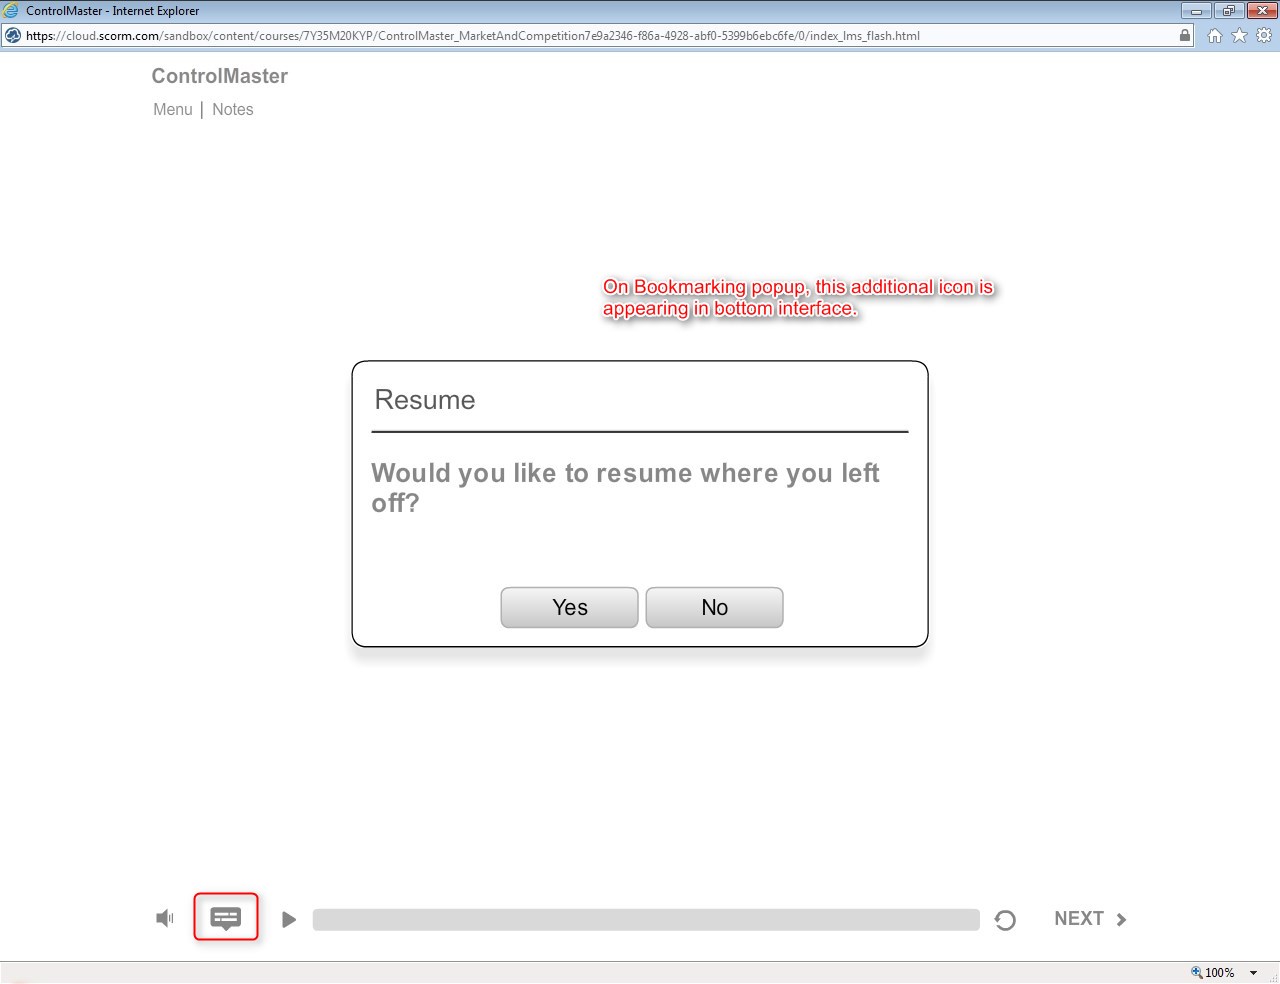 ControlMaster - Internet Explorer
https://cloud.scorm.com/sandbox/content/courses/7Y35M20KYP/ControlMaster_MarketAndCompetition7e9a2346-f86a-4928-abf0-5399b6ebc6fe/0/index_lms_flash.html
ControlMaster
Menu | Notes
On Bookmarking popup, this additional icon is
appearing in bottom interface.
Resume
Would you like to resume where you left
off?
Yes No
NEXT
100%